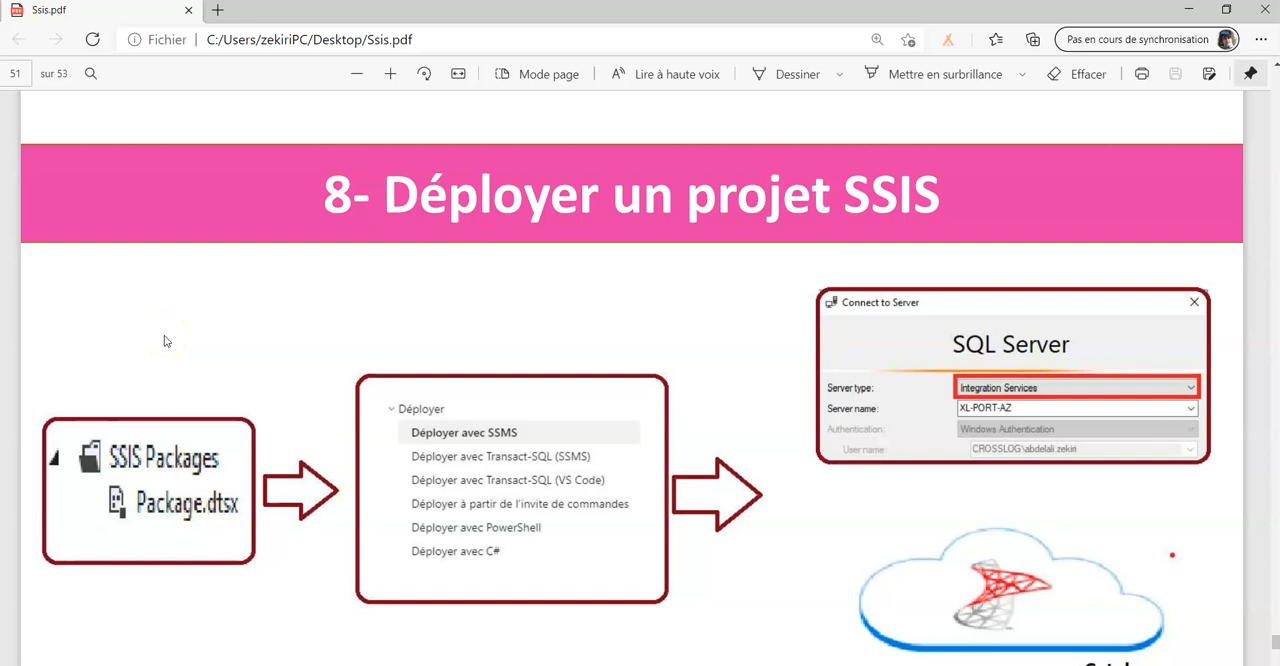 Ssis.pdf
Fichier
C:/Users/zekiriPC/Desktop/Ssis.pdf
Pas en cours de synchronisation
51 sur 53
Mode page
Lire à haute voix
Dessiner
Mettre en surbrillance
Effacer
8- Déployer un projet SSIS
SSIS Packages
Package.dtsx
Déployer
Déployer avec SSMS
Déployer avec Transact-SQL (SSMS)
Déployer avec Transact-SQL (VS Code)
Déployer à partir de l'invite de commandes
Déployer avec PowerShell
Déployer avec C#
Connect to Server
SQL Server
Server type: Integration Services
Server name: XL-PORT-AZ
Authentication: Windows Authentication
User name: CROSSLOG\abdelali.zekiri